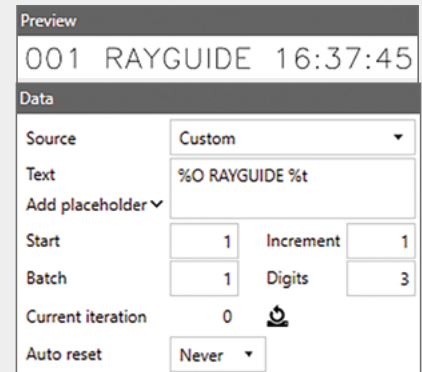 Preview
001 RAYGUIDE 16:37:45
Data
Source Custom
Text %O RAYGUIDE %t
Add placeholder
Start 1 Increment 1
Batch 1 Digits 3
Current iteration 0
Auto reset Never